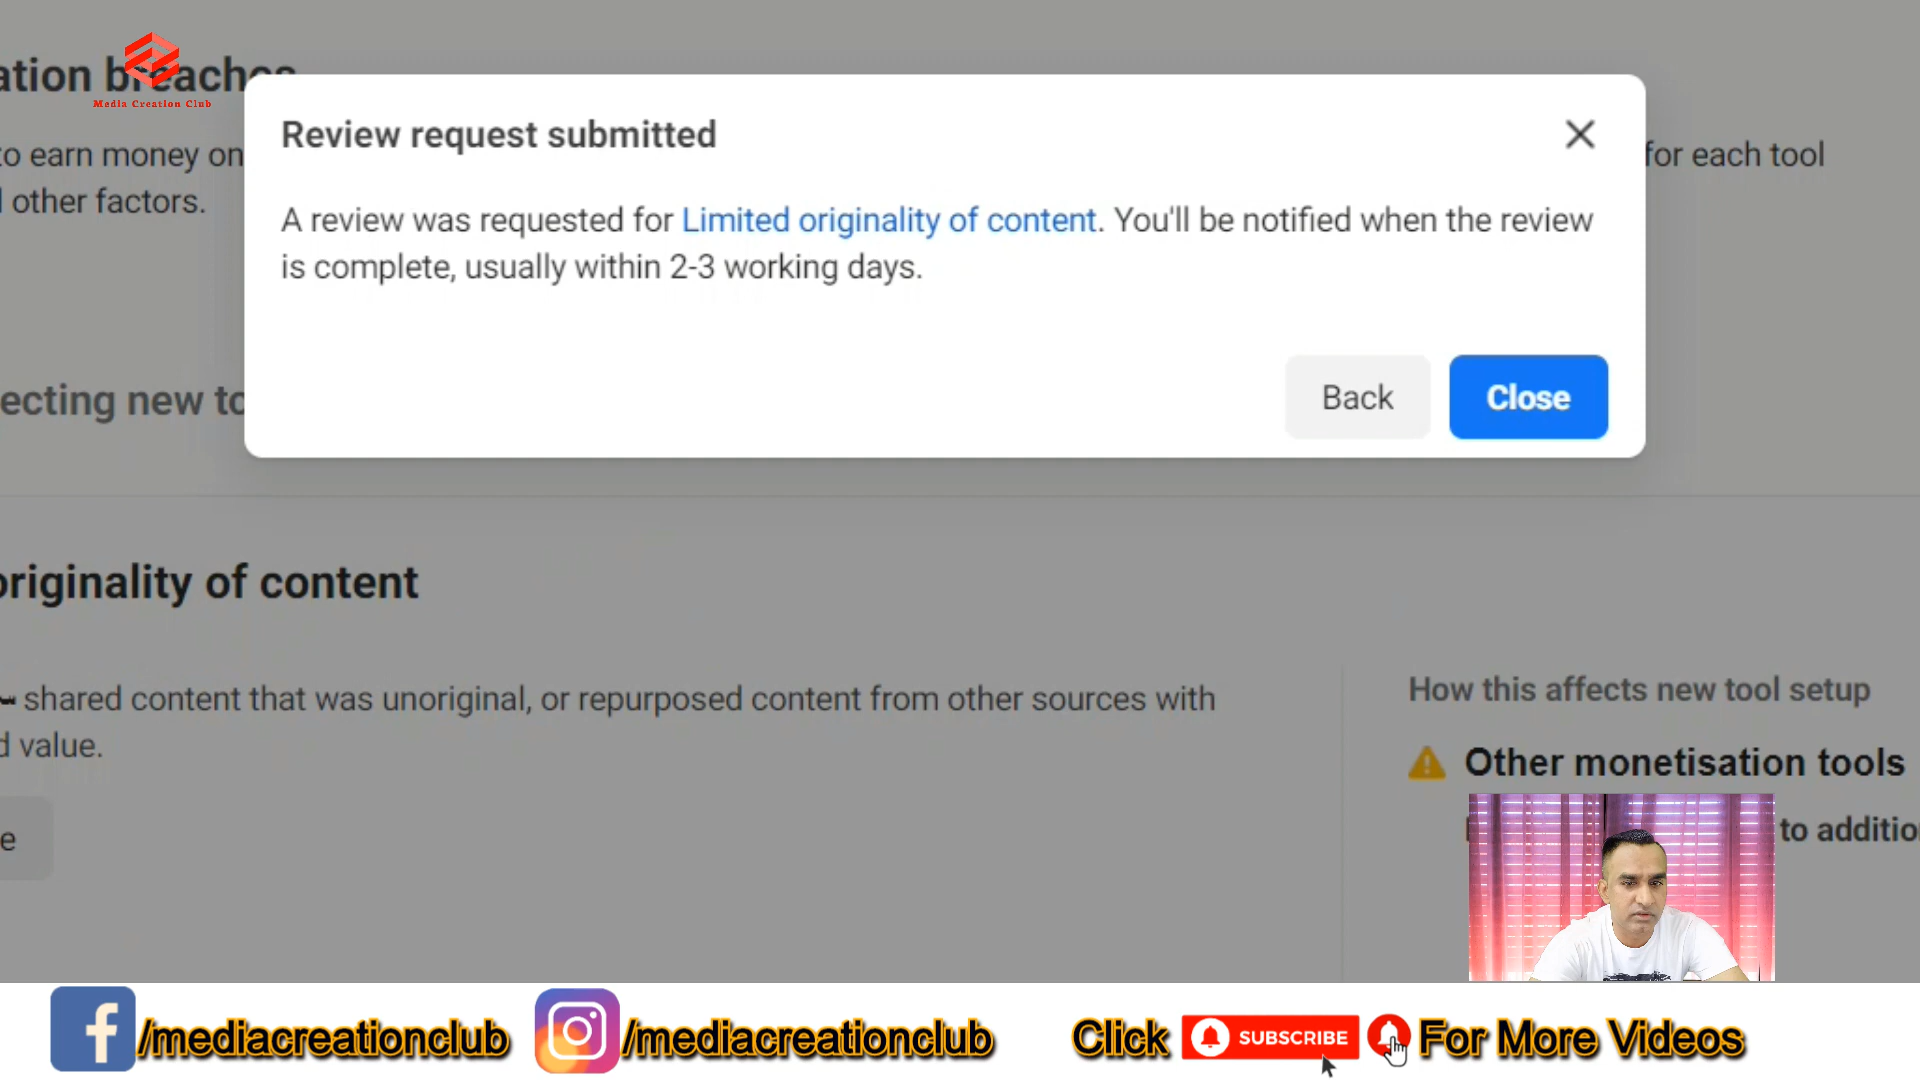 ation breaches
Media Creation Club
Review request submitted
to earn money on
for each tool
other factors.
A review was requested for Limited originality of content. You'll be notified when the review
is complete, usually within 2-3 working days.
ecting new to
Back
Close
originality of content
shared content that was unoriginal, or repurposed content from other sources with
d value.
How this affects new tool setup
Other monetisation tools
to additio
e
/mediacreationclub
/mediacreationclub
Click
SUBSCRIBE
For More Videos